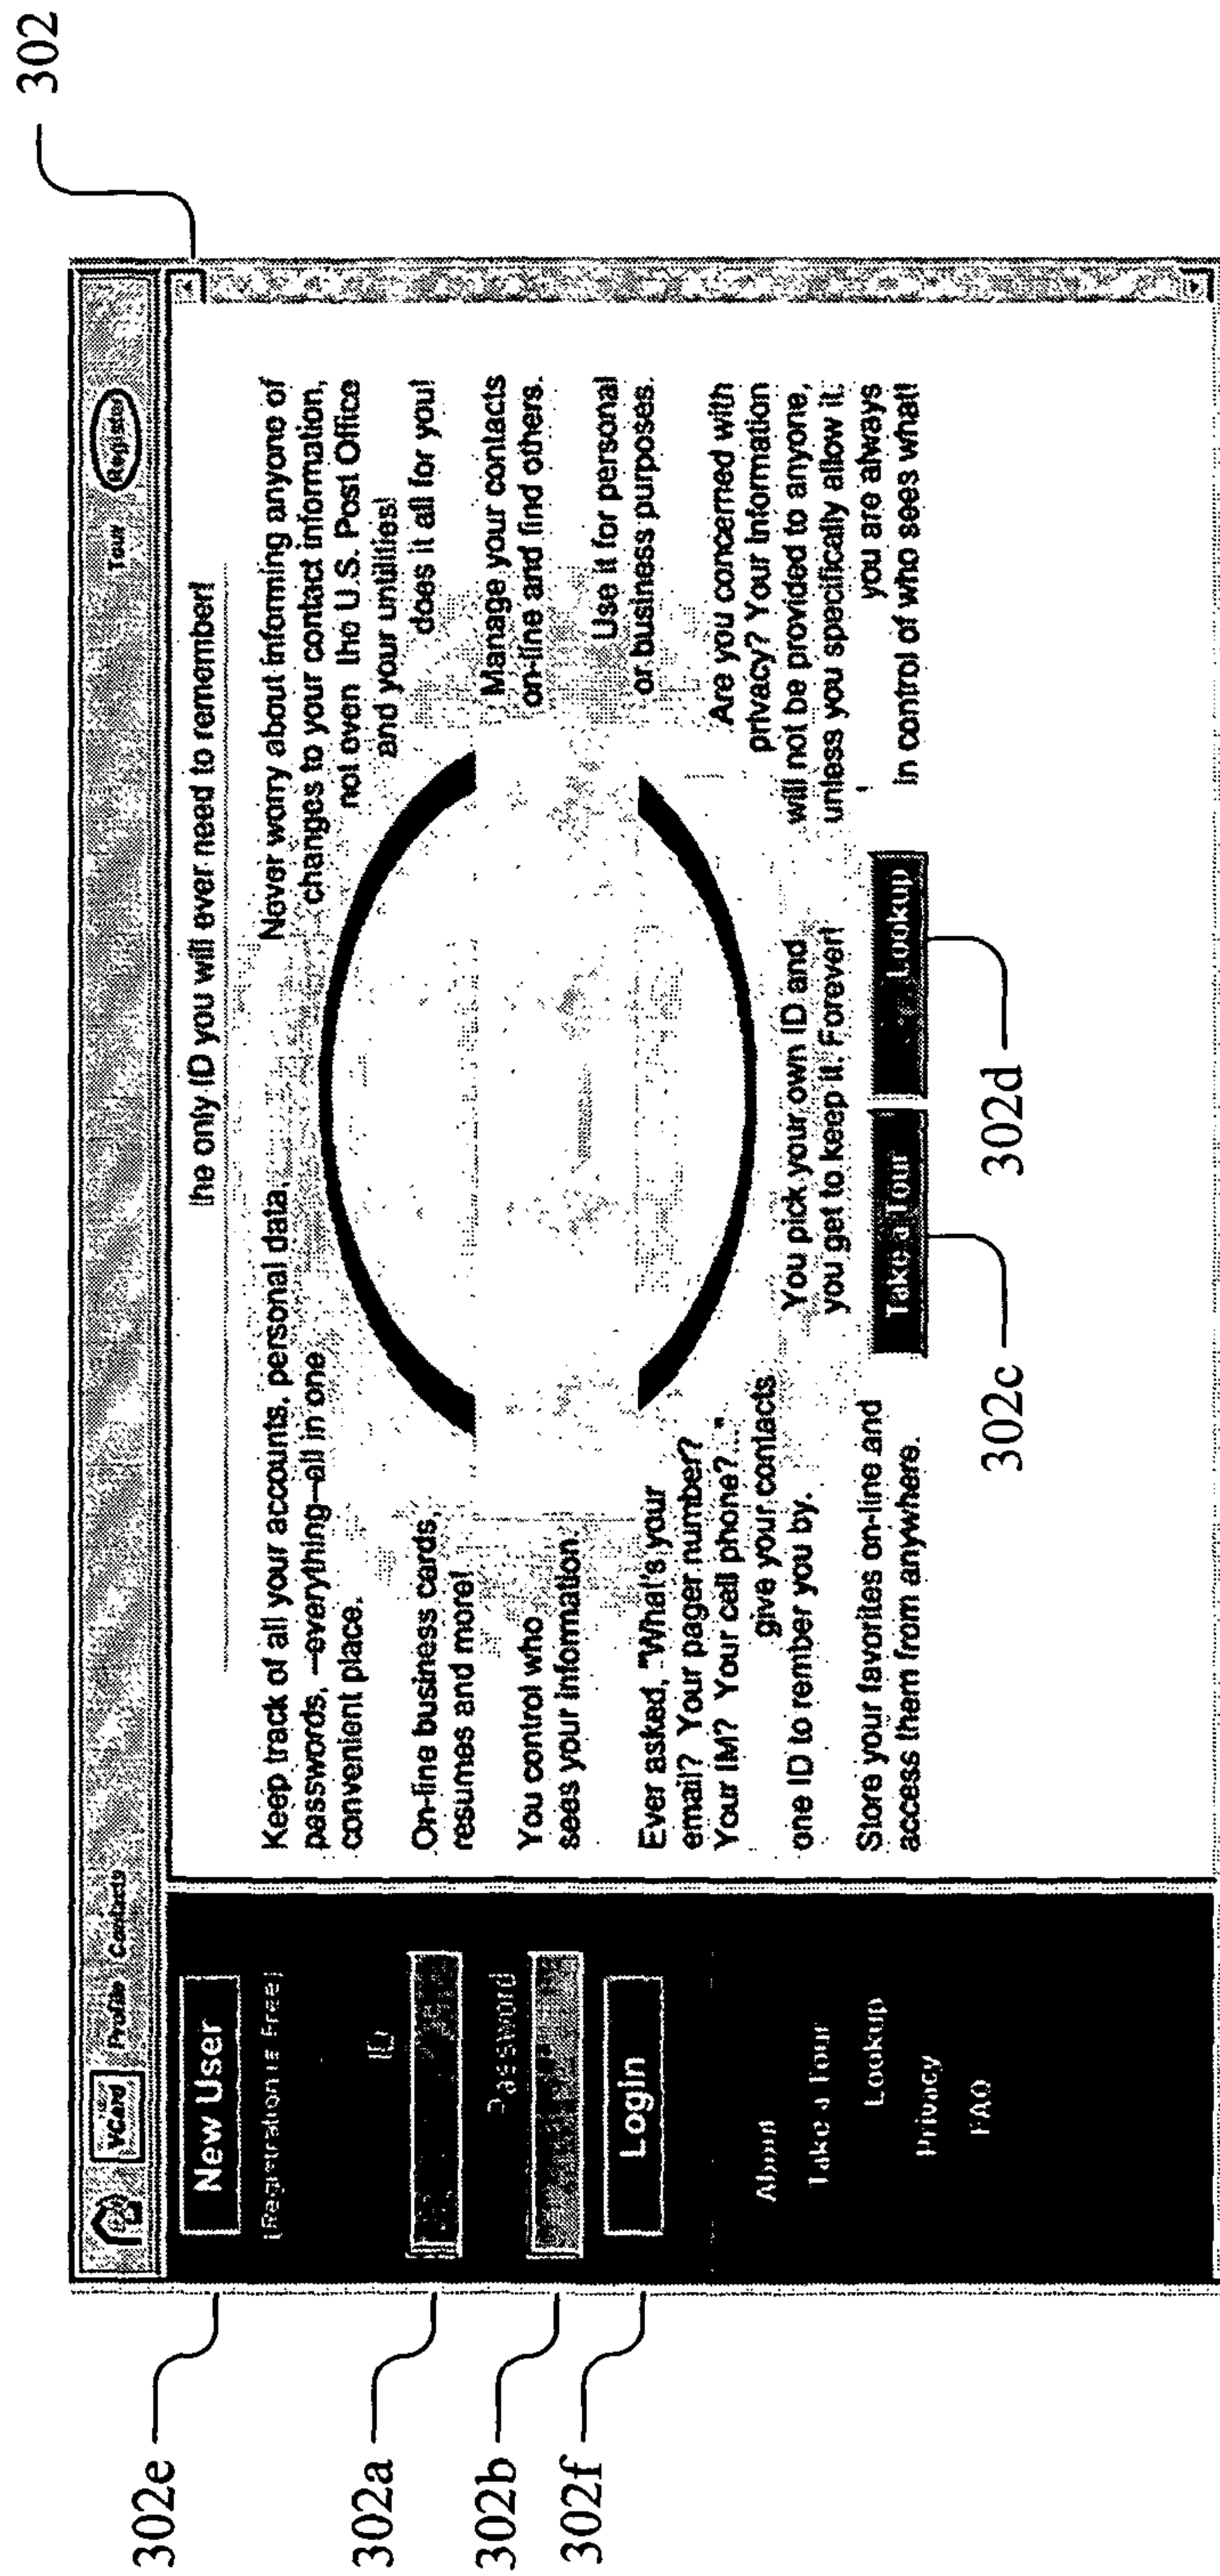 302
VCard Profile Contacts Tour Register
the only ID you will ever need to remember!
New User
[Registration is Free]
ID
Password
Login
About
Take a Tour
Lookup
Privacy
FAQ
Keep track of all your accounts, personal data,
passwords, —everything—all in one
convenient place.
On-line business cards,
resumes and more!
You control who
sees your information.
Ever asked, "What's your
email? Your pager number?
Your IM? Your cell phone?..."
give your contacts
one ID to rember you by.
Store your favorites on-line and
access them from anywhere.
You pick your own ID and
you get to keep it. Forever!
Take a Tour
Lookup
Never worry about informing anyone of
changes to your contact information,
not even the U.S. Post Office
and your untilities!
does it all for you!
Manage your contacts
on-line and find others.
Use it for personal
or business purposes.
Are you concerned with
privacy? Your information
will not be provided to anyone,
unless you specifically allow it.
you are always
in control of who sees what!
302e
302a
302b
302f
302c
302d